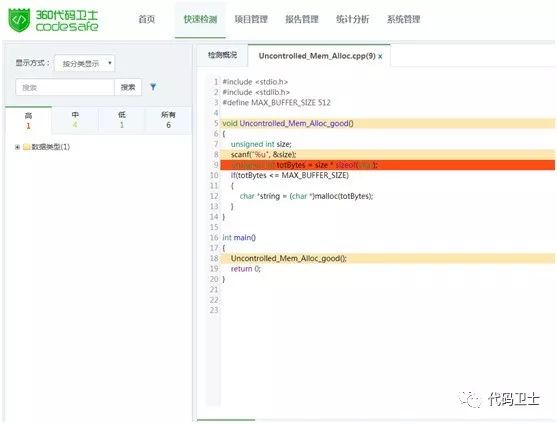 360代码卫士
codesafe
首页
快速检测
项目管理
报告管理
统计分析
系统管理
显示方式：
按分类显示
搜索
搜索
高
1
中
4
低
1
所有
6
数据类型(1)
检测概况
Uncontrolled_Mem_Alloc.cpp(9) x
1 #include <stdio.h>
2 #include <stdlib.h>
3 #define MAX_BUFFER_SIZE 512
4
5 void Uncontrolled_Mem_Alloc_good()
6 {
7 unsigned int size;
8 scanf("%u", &size);
9 unsigned int totBytes = size * sizeof(char);
10 if(totBytes <= MAX_BUFFER_SIZE)
11 {
12 char *string = (char *)malloc(totBytes);
13 }
14 }
15
16 int main()
17 {
18 Uncontrolled_Mem_Alloc_good();
19 return 0;
20 }
21
22
23
代码卫士